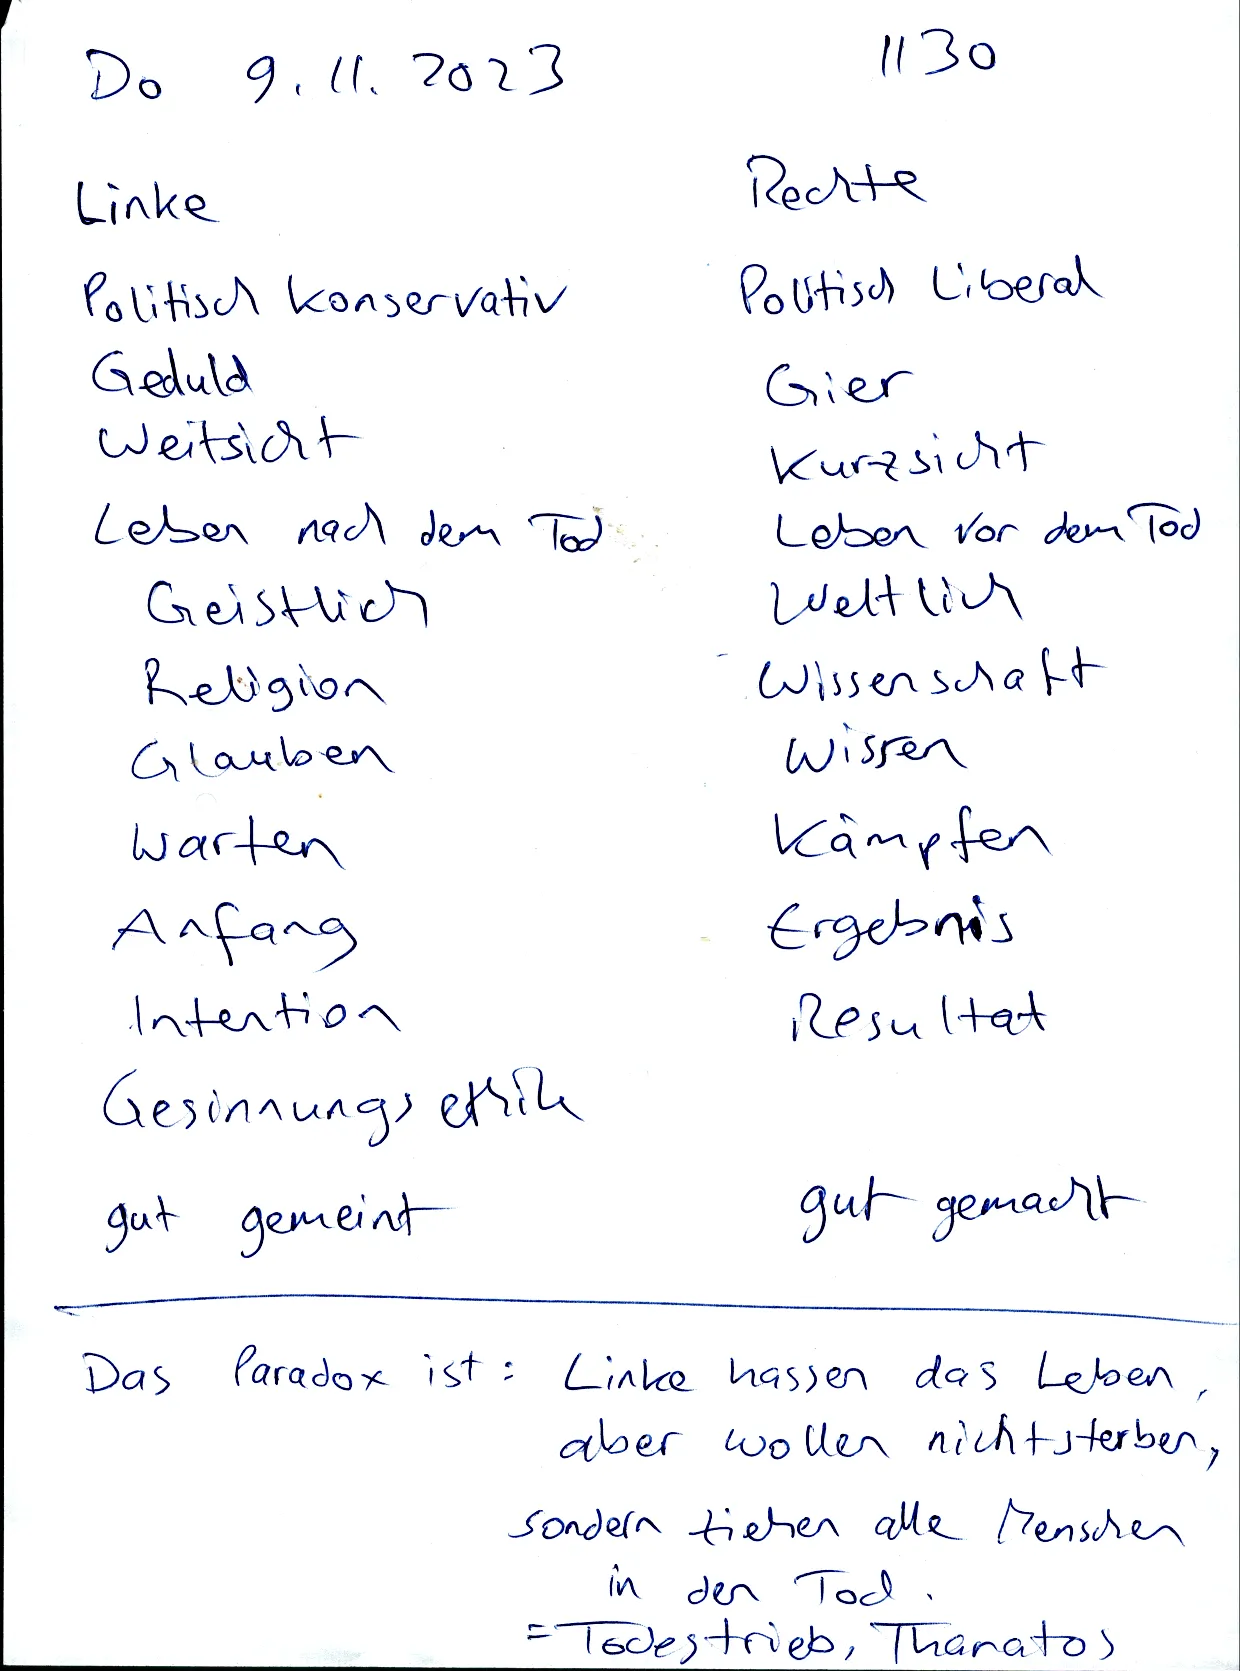 Do 9.11.2023 1130
Linke Rechte
Politisch konservativ Politisch Liberal
Geduld Gier
Weitsicht Kurzsicht
Leben nach dem Tod Leben vor dem Tod
Geistlich Weltlich
Religion Wissenschaft
Glauben Wissen
Warten Kämpfen
Anfang Ergebnis
Intention Resultat
Gesinnungsethik
gut gemeint gut gemacht
Das Paradox ist: Linke hassen das Leben,
aber wollen nicht sterben,
sondern ziehen alle Menschen
in den Tod.
= Todestrieb, Thanatos